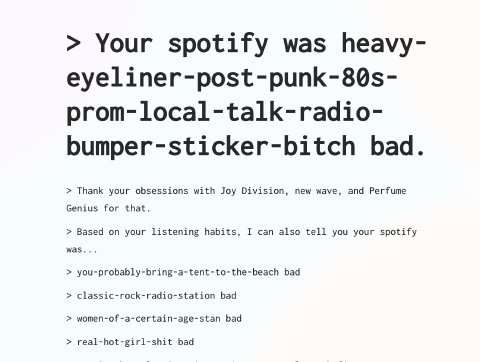 > Your spotify was heavy-
eyeliner-post-punk-80s-
prom-local-talk-radio-
bumper-sticker-bitch bad.
> Thank your obsessions with Joy Division, new wave, and Perfume
Genius for that.
> Based on your listening habits, I can also tell you your spotify
was...
> you-probably-bring-a-tent-to-the-beach bad
> classic-rock-radio-station bad
> women-of-a-certain-age-stan bad
> real-hot-girl-shit bad